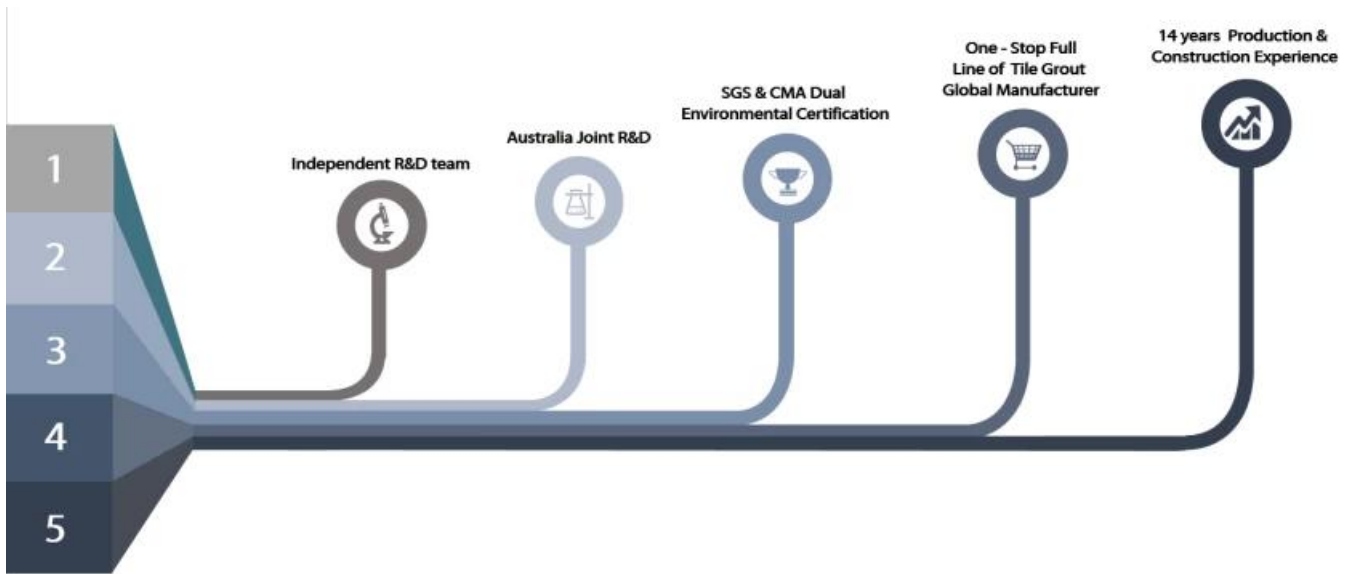 1
2
3
4
5
Independent R&D team
Australia Joint R&D
SGS & CMA Dual
Environmental Certification
One - Stop Full
Line of Tile Grout
Global Manufacturer
14 years Production &
Construction Experience